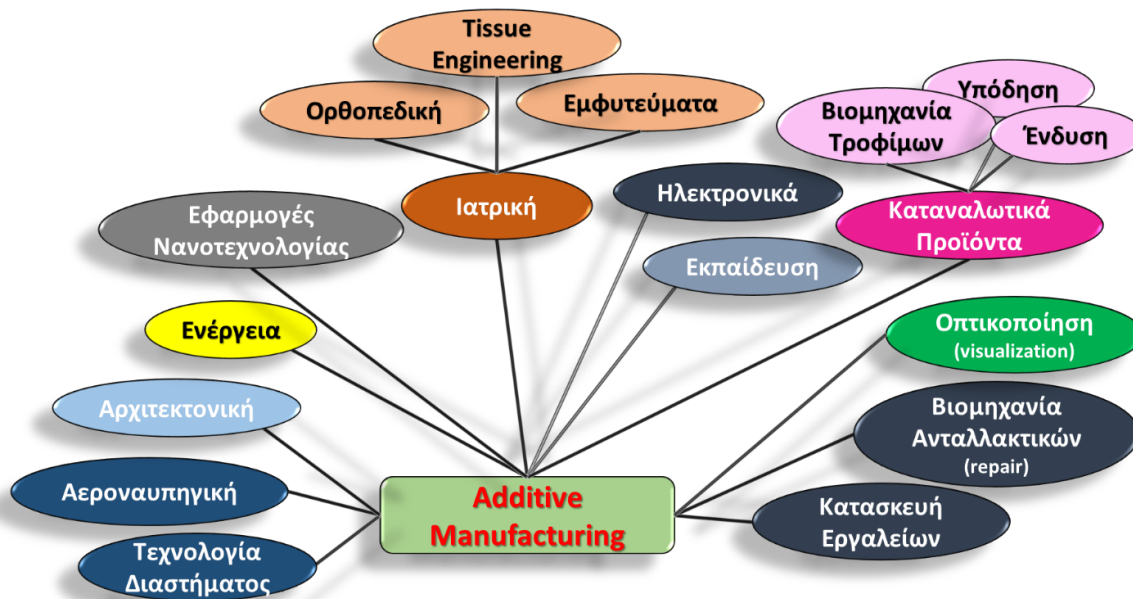 Tissue
Engineering
Ορθοπεδική
Εμφυτεύματα
Υπόδηση
Βιομηχανία
Τροφίμων
Ένδυση
Εφαρμογές
Νανοτεχνολογίας
Ιατρική
Ηλεκτρονικά
Καταναλωτικά
Προϊόντα
Εκπαίδευση
Ενέργεια
Οπτικοποίηση
(visualization)
Αρχιτεκτονική
Βιομηχανία
Ανταλλακτικών
(repair)
Αεροναυπηγική
Additive
Manufacturing
Κατασκευή
Εργαλείων
Τεχνολογία
Διαστήματος